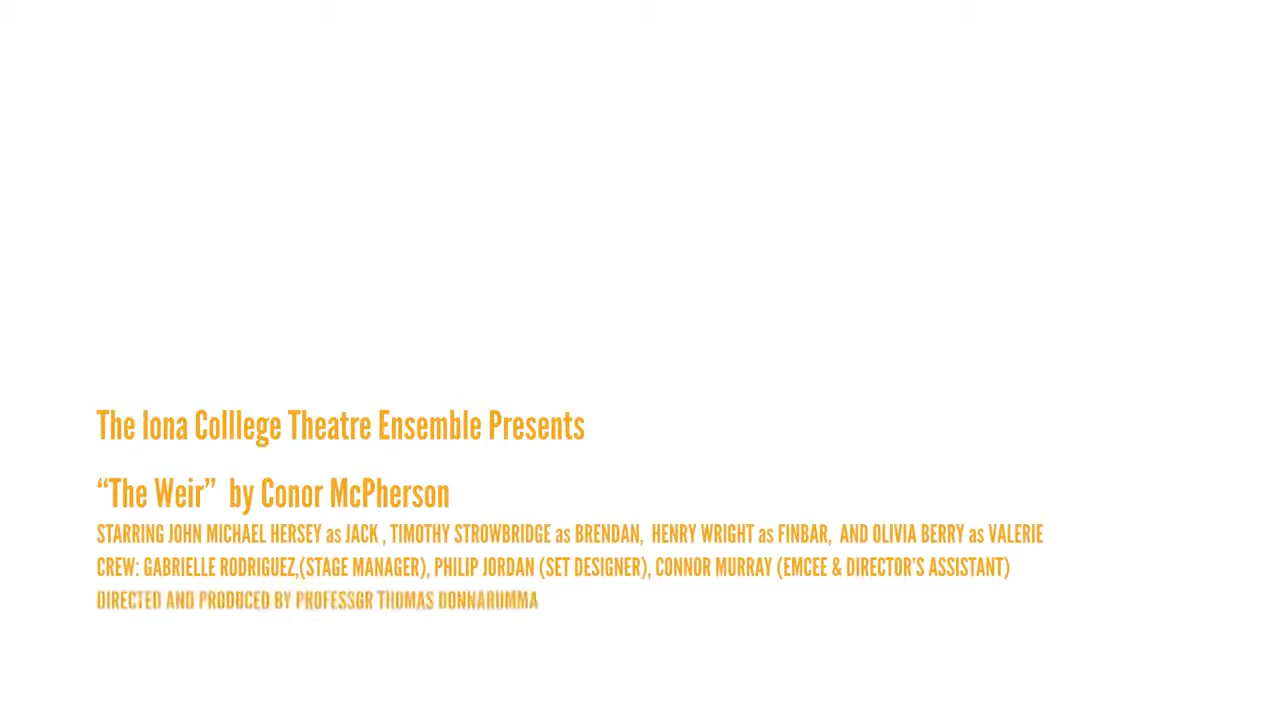 The Iona Colllege Theatre Ensemble Presents
“The Weir” by Conor McPherson
STARRING JOHN MICHAEL HERSEY as JACK , TIMOTHY STROWBRIDGE as BRENDAN, HENRY WRIGHT as FINBAR, AND OLIVIA BERRY as VALERIE
CREW: GABRIELLE RODRIGUEZ,(STAGE MANAGER), PHILIP JORDAN (SET DESIGNER), CONNOR MURRAY (EMCEE & DIRECTOR'S ASSISTANT)
DIRECTED AND PRODUCED BY PROFESSOR THOMAS DONNARUMMA